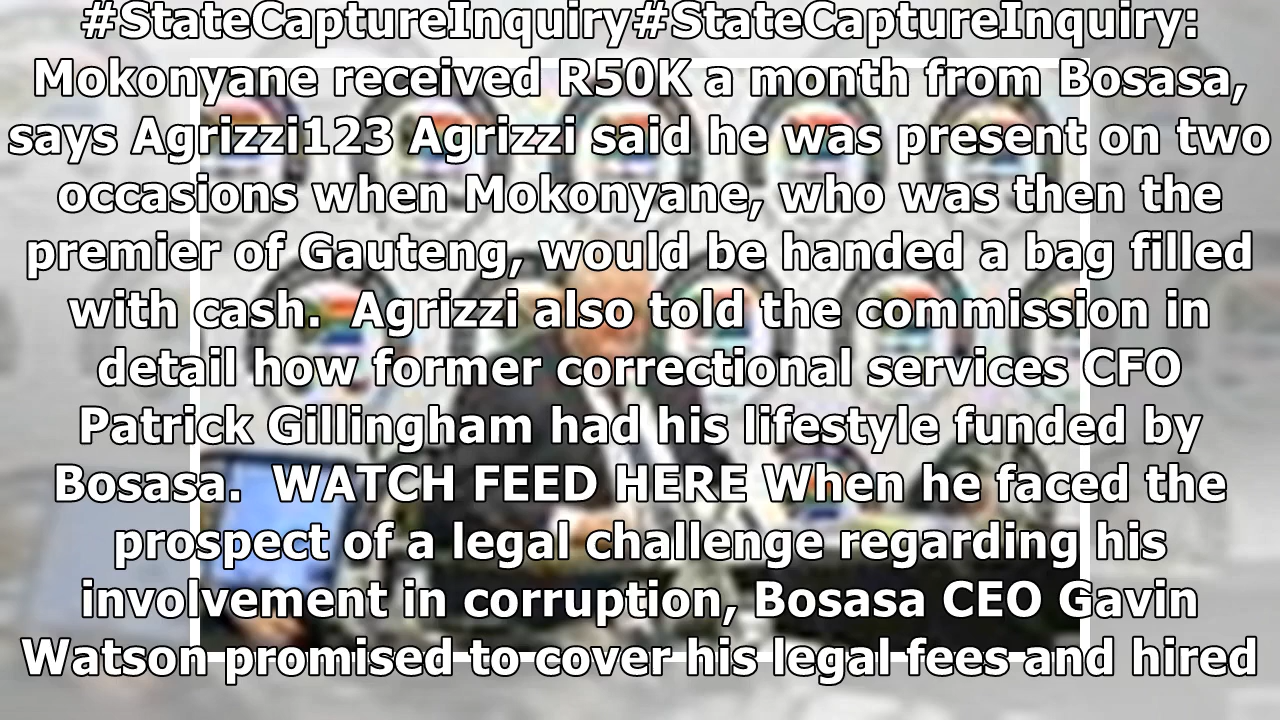 #StateCaptureInquiry#StateCaptureInquiry:
Mokonyane received R50K a month from Bosasa,
says Agrizzi123 Agrizzi said he was present on two
occasions when Mokonyane, who was then the
premier of Gauteng, would be handed a bag filled
with cash.  Agrizzi also told the commission in
detail how former correctional services CFO
Patrick Gillingham had his lifestyle funded by
Bosasa.  WATCH FEED HERE When he faced the
prospect of a legal challenge regarding his
involvement in corruption, Bosasa CEO Gavin
Watson promised to cover his legal fees and hired